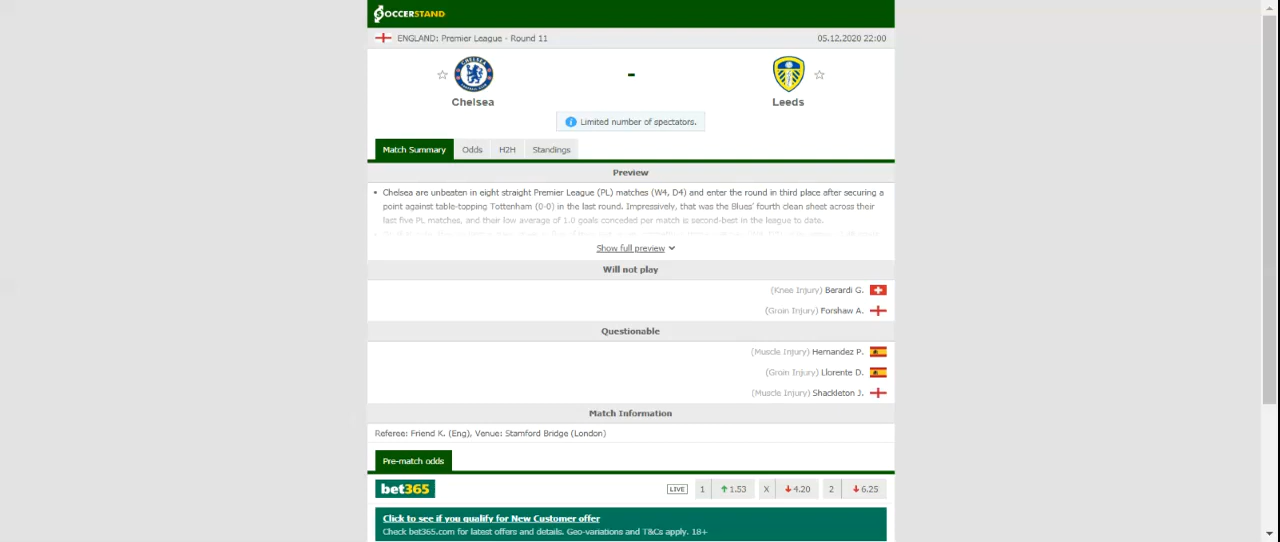 SOCCERSTAND
ENGLAND: Premier League - Round 11
05.12.2020 22:00
-
Chelsea
Leeds
Limited number of spectators.
Match Summary
Odds
H2H
Standings
Preview
Chelsea are unbeaten in eight straight Premier League (PL) matches (W4, D4) and enter the round in third place after securing a
point against table-topping Tottenham (0-0) in the last round. Impressively, that was the Blues' fourth clean sheet across their
last five PL matches, and their low average of 1.0 goals conceded per match is second-best in the league to date.
Show full preview
Will not play
(Knee Injury) Berardi G.
(Groin Injury) Forshaw A.
Questionable
(Muscle Injury) Hernandez P.
(Groin Injury) Llorente D.
(Muscle Injury) Shackleton J.
Match Information
Referee: Friend K. (Eng), Venue: Stamford Bridge (London)
Pre-match odds
bet365
LIVE
1 1.53
X 4.20
2 6.25
Click to see if you qualify for New Customer offer
Check bet365.com for latest offers and details. Geo-variations and T&Cs apply. 18+